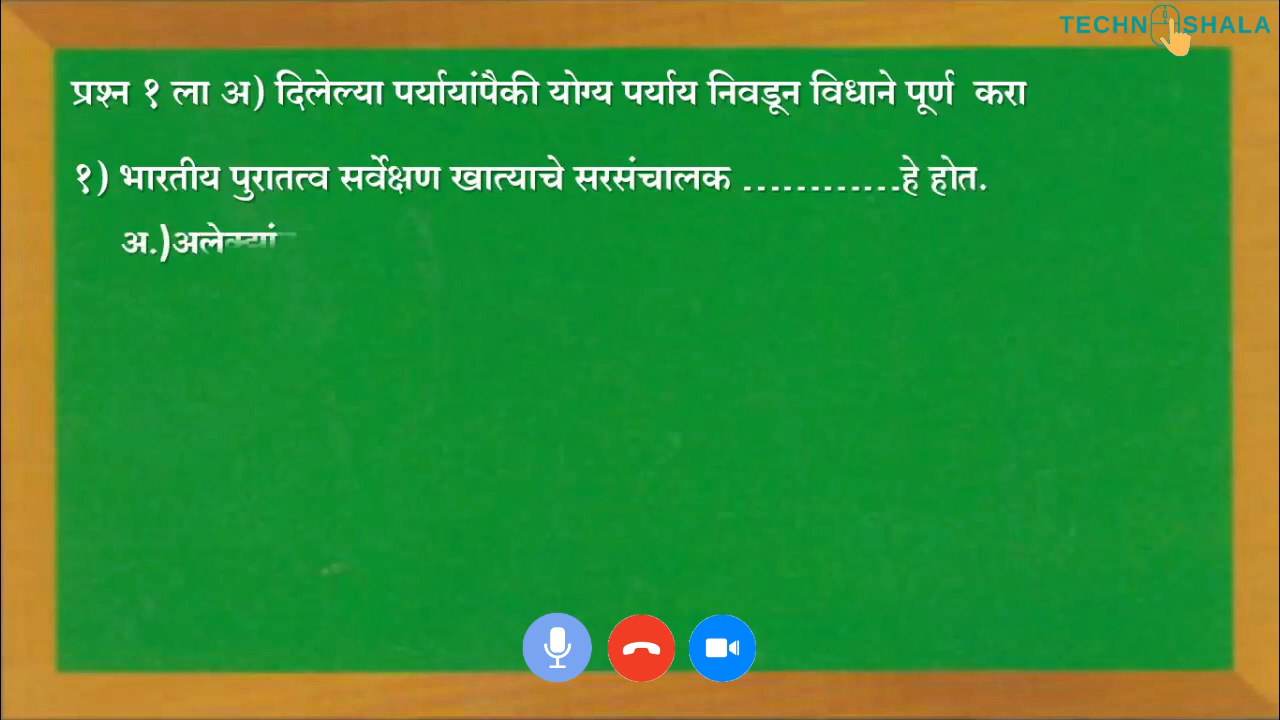 TECHNOSHALA
प्रश्न १ ला अ) दिलेल्या पर्यायांपैकी योग्य पर्याय निवडून विधाने पूर्ण करा
१) भारतीय पुरातत्व सर्वेक्षण खात्याचे सरसंचालक ............हे होत.
अ.)